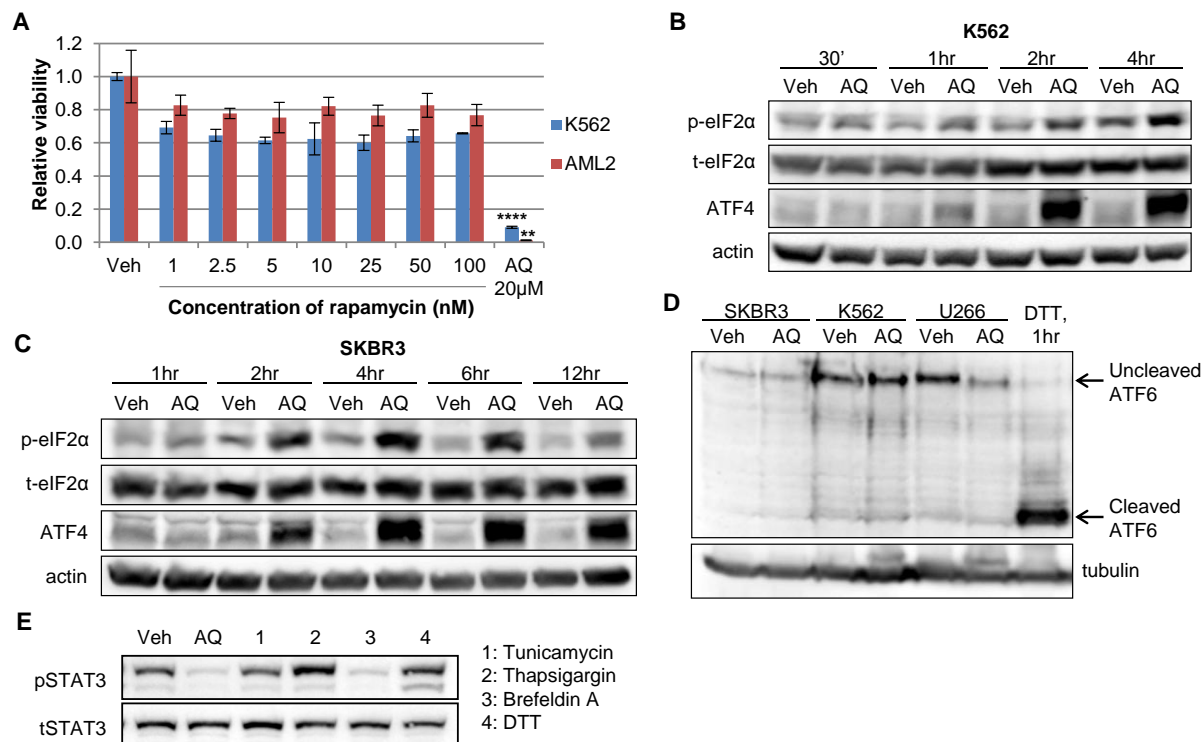 A
Relative viability
1.2
1.0
0.8
0.6
0.4
0.2
0.0
****
**
K562
AML2
Veh 1 2.5 5 10 25 50 100 AQ
20µM
Concentration of rapamycin (nM)
B
K562
30' 1hr 2hr 4hr
Veh AQ Veh AQ Veh AQ Veh AQ
p-eIF2α
t-eIF2α
ATF4
actin
C
SKBR3
1hr 2hr 4hr 6hr 12hr
Veh AQ Veh AQ Veh AQ Veh AQ Veh AQ
p-eIF2α
t-eIF2α
ATF4
actin
D
SKBR3 K562 U266 DTT,
1hr
Veh AQ Veh AQ Veh AQ
Uncleaved
ATF6
Cleaved
ATF6
tubulin
E
Veh AQ 1 2 3 4
pSTAT3
tSTAT3
1: Tunicamycin
2: Thapsigargin
3: Brefeldin A
4: DTT